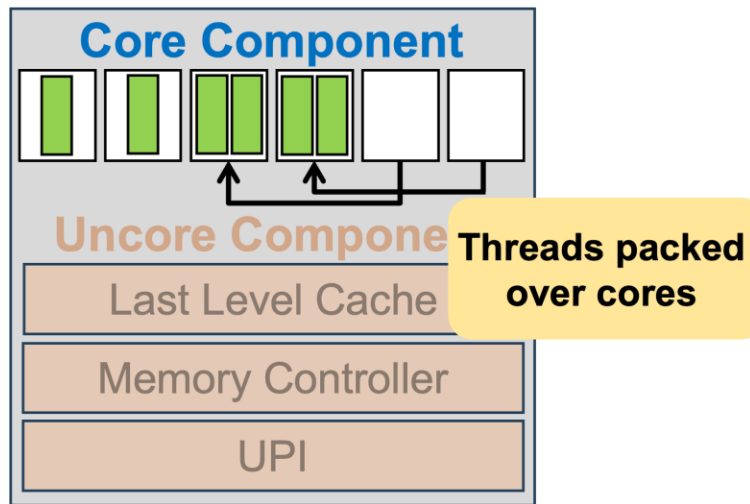 Core Component
Uncore Compone
Threads packed
over cores
Last Level Cache
Memory Controller
UPI